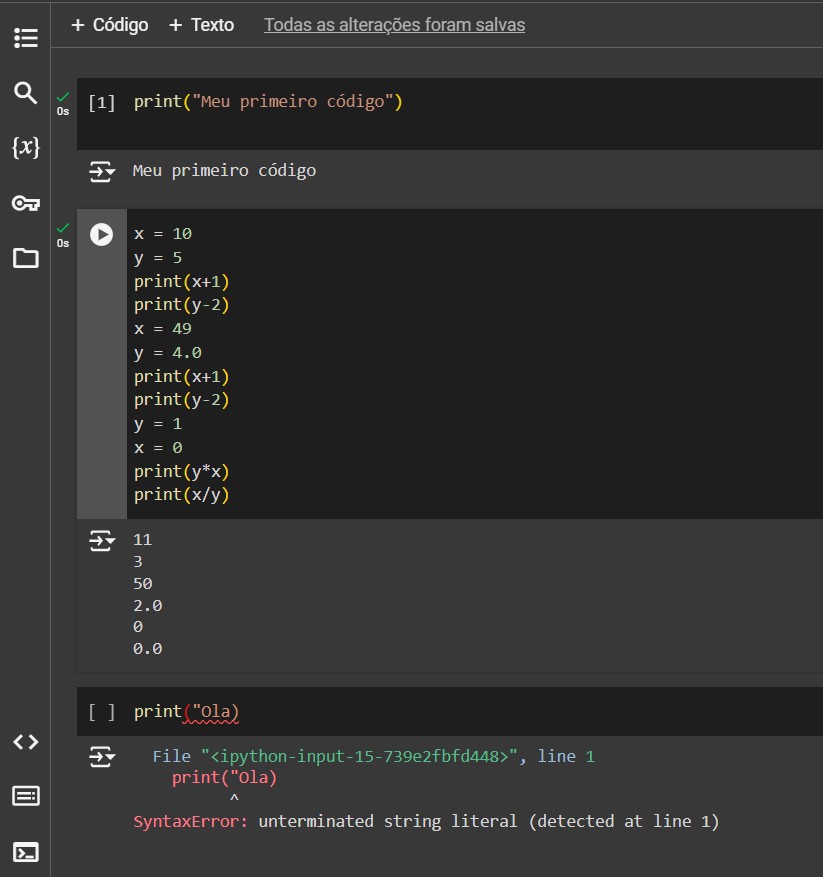 + Código + Texto Todas as alterações foram salvas
0s [1] print("Meu primeiro código")
Meu primeiro código
{x}
0s
x = 10
y = 5
print(x+1)
print(y-2)
x = 49
y = 4.0
print(x+1)
print(y-2)
y = 1
x = 0
print(y*x)
print(x/y)
11
3
50
2.0
0
0.0
[ ] print("Ola)
File "<ipython-input-15-739e2fbfd448>", line 1
print("Ola)
^
SyntaxError: unterminated string literal (detected at line 1)